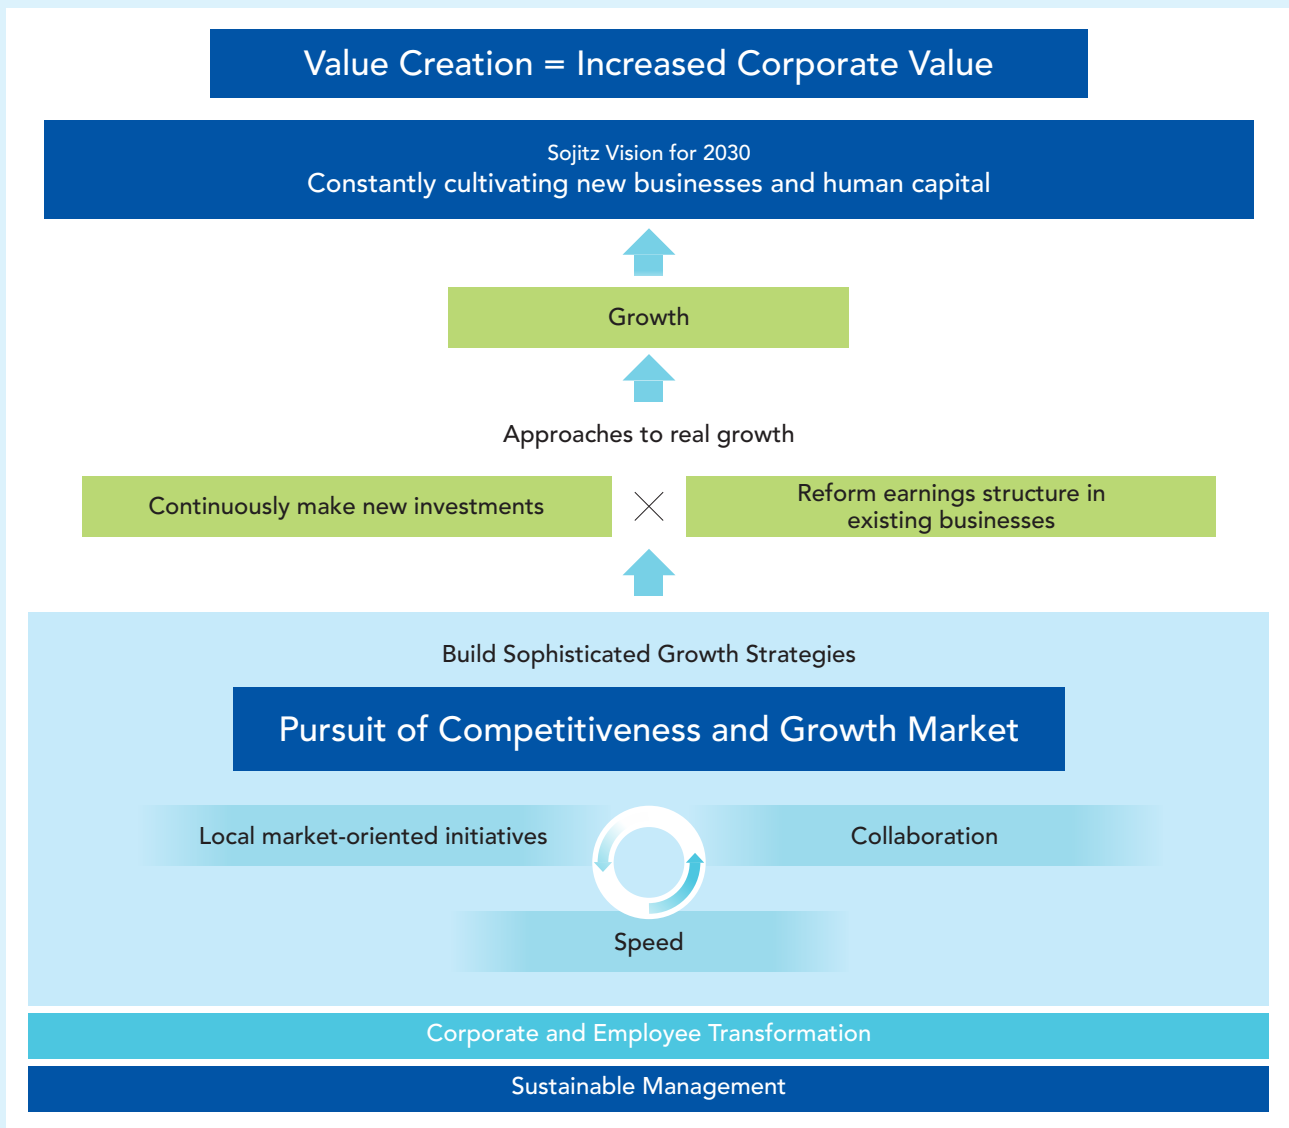 Value Creation = Increased Corporate Value
Sojitz Vision for 2030
Constantly cultivating new businesses and human capital
Growth
Approaches to real growth
Continuously make new investments
Reform earnings structure in
existing businesses
Build Sophisticated Growth Strategies
Pursuit of Competitiveness and Growth Market
Local market-oriented initiatives
Collaboration
Speed
Corporate and Employee Transformation
Sustainable Management